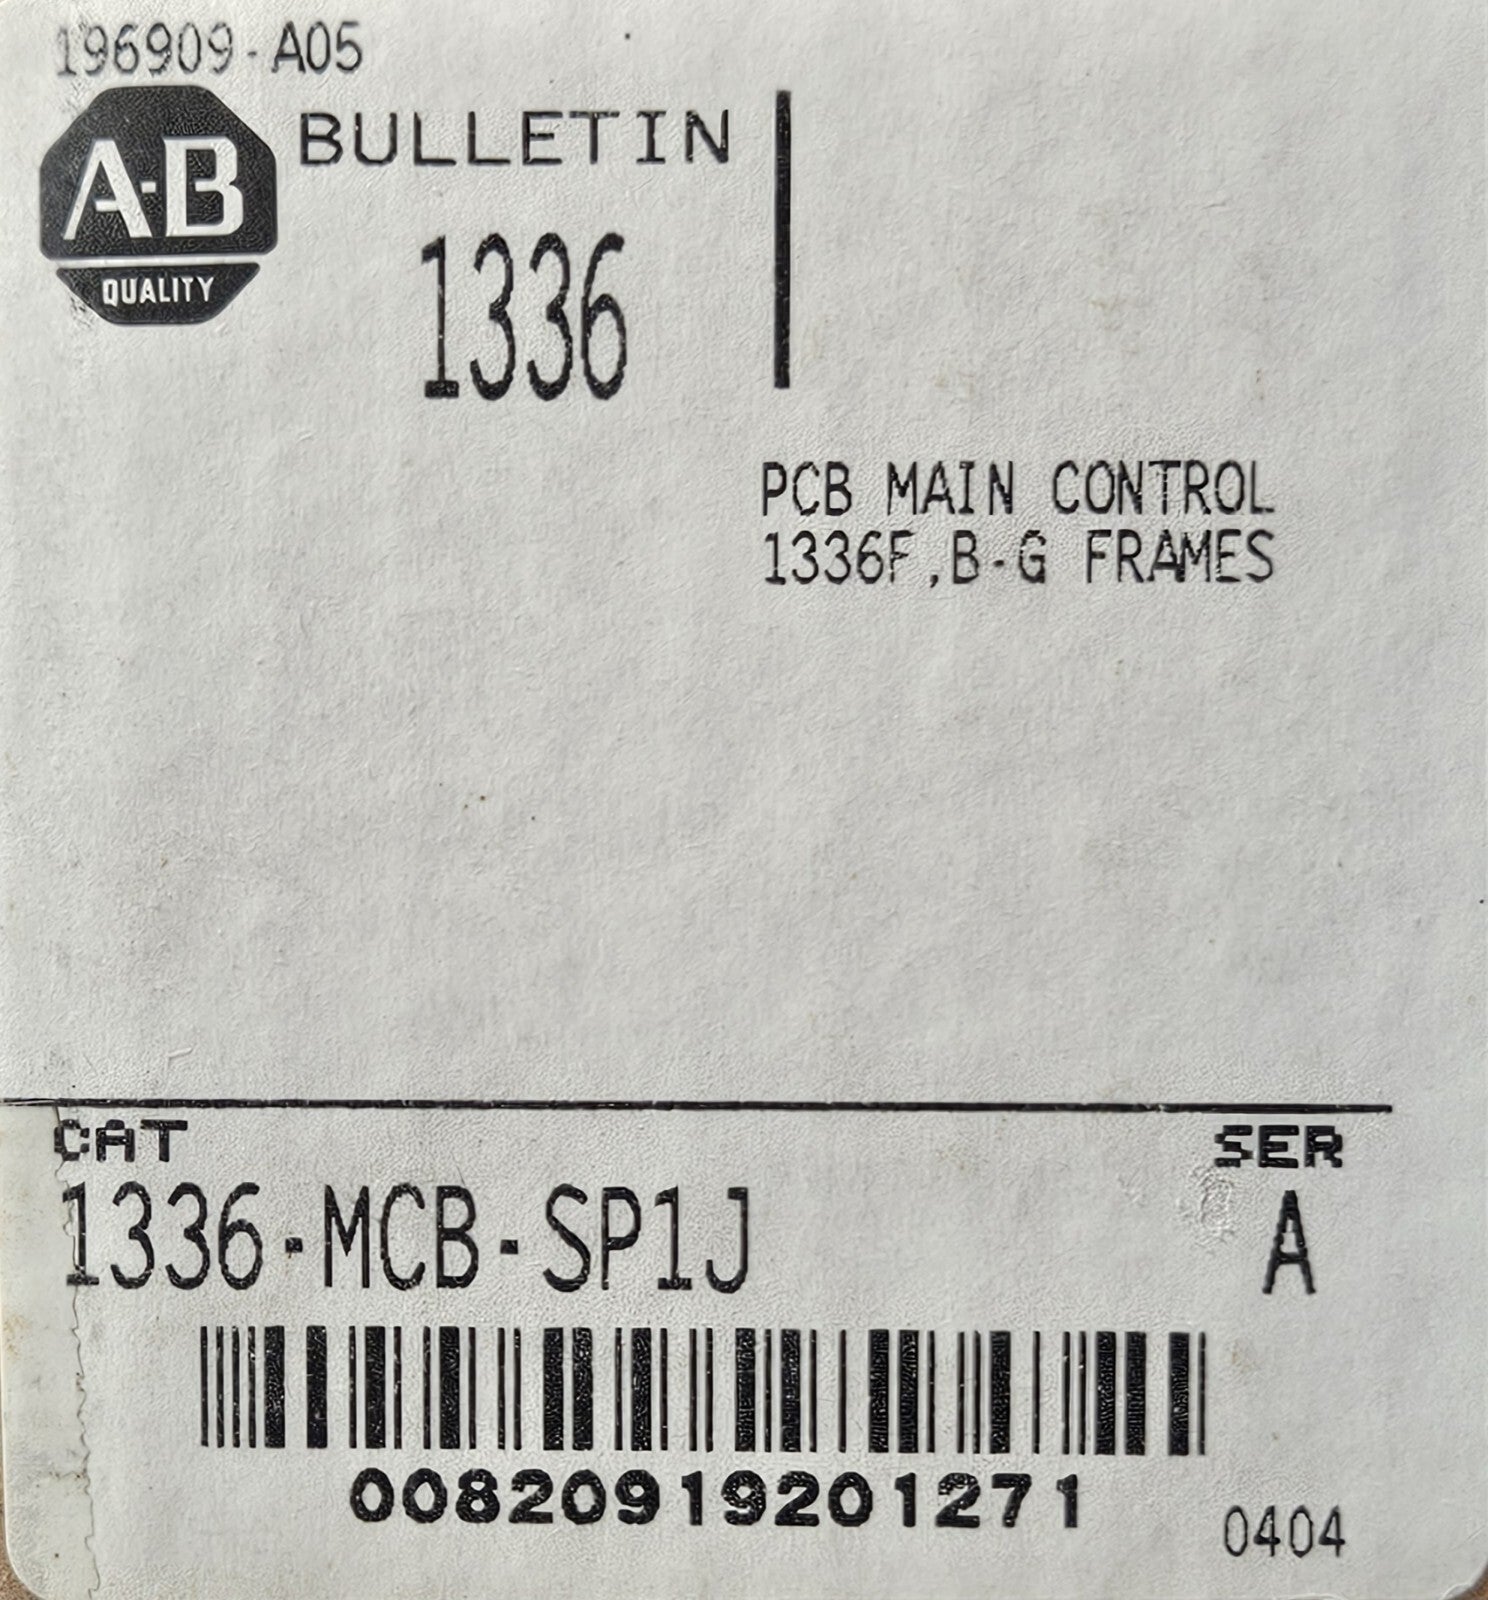 196909-A05
A-B
QUALITY
BULLETIN
1336
PCB MAIN CONTROL
1336F,B-G FRAMES
CAT
SER
1336-MCB-SP1J
A
00820919201271
0404